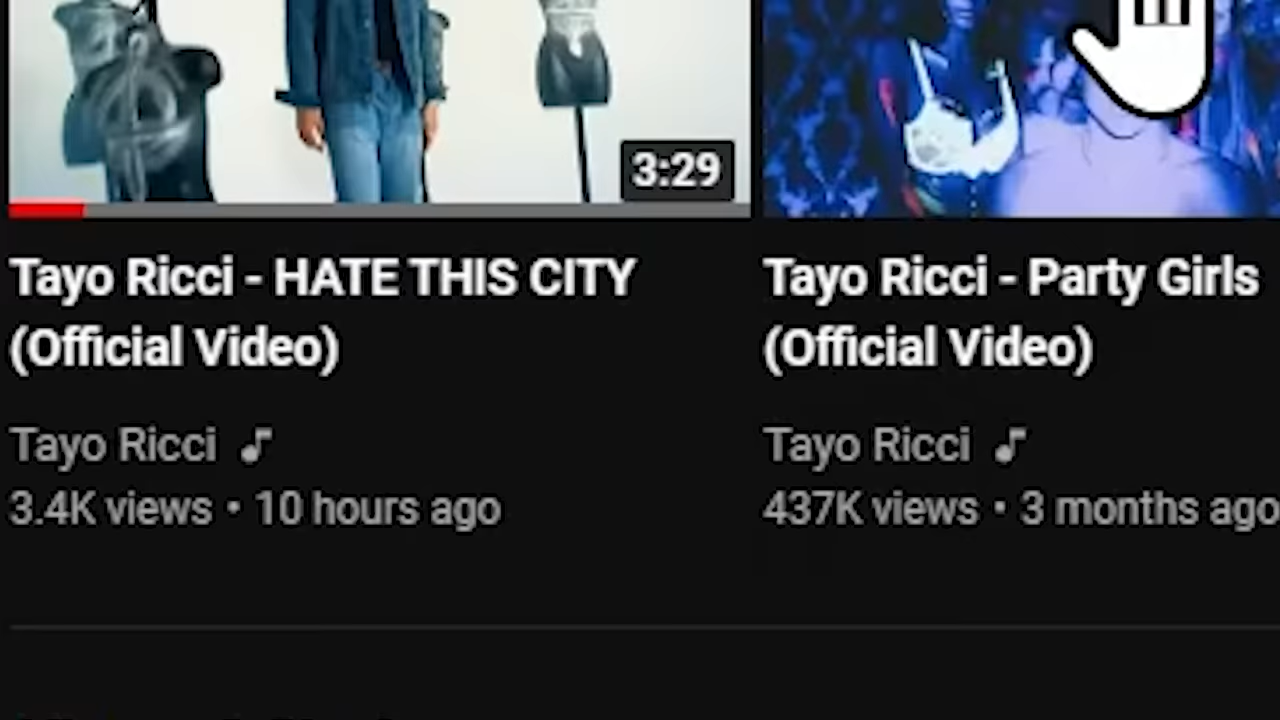 3:29
Tayo Ricci - HATE THIS CITY
(Official Video)
Tayo Ricci
3.4K views • 10 hours ago
Tayo Ricci - Party Girls
(Official Video)
Tayo Ricci
437K views • 3 months ago